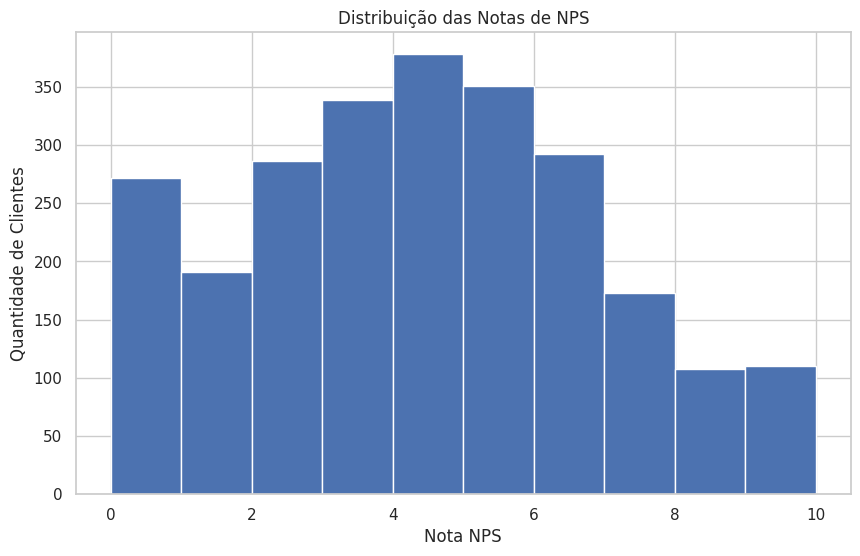 Distribuição das Notas de NPS
Quantidade de Clientes
350
300
250
200
150
100
50
0
0 2 4 6 8 10
Nota NPS